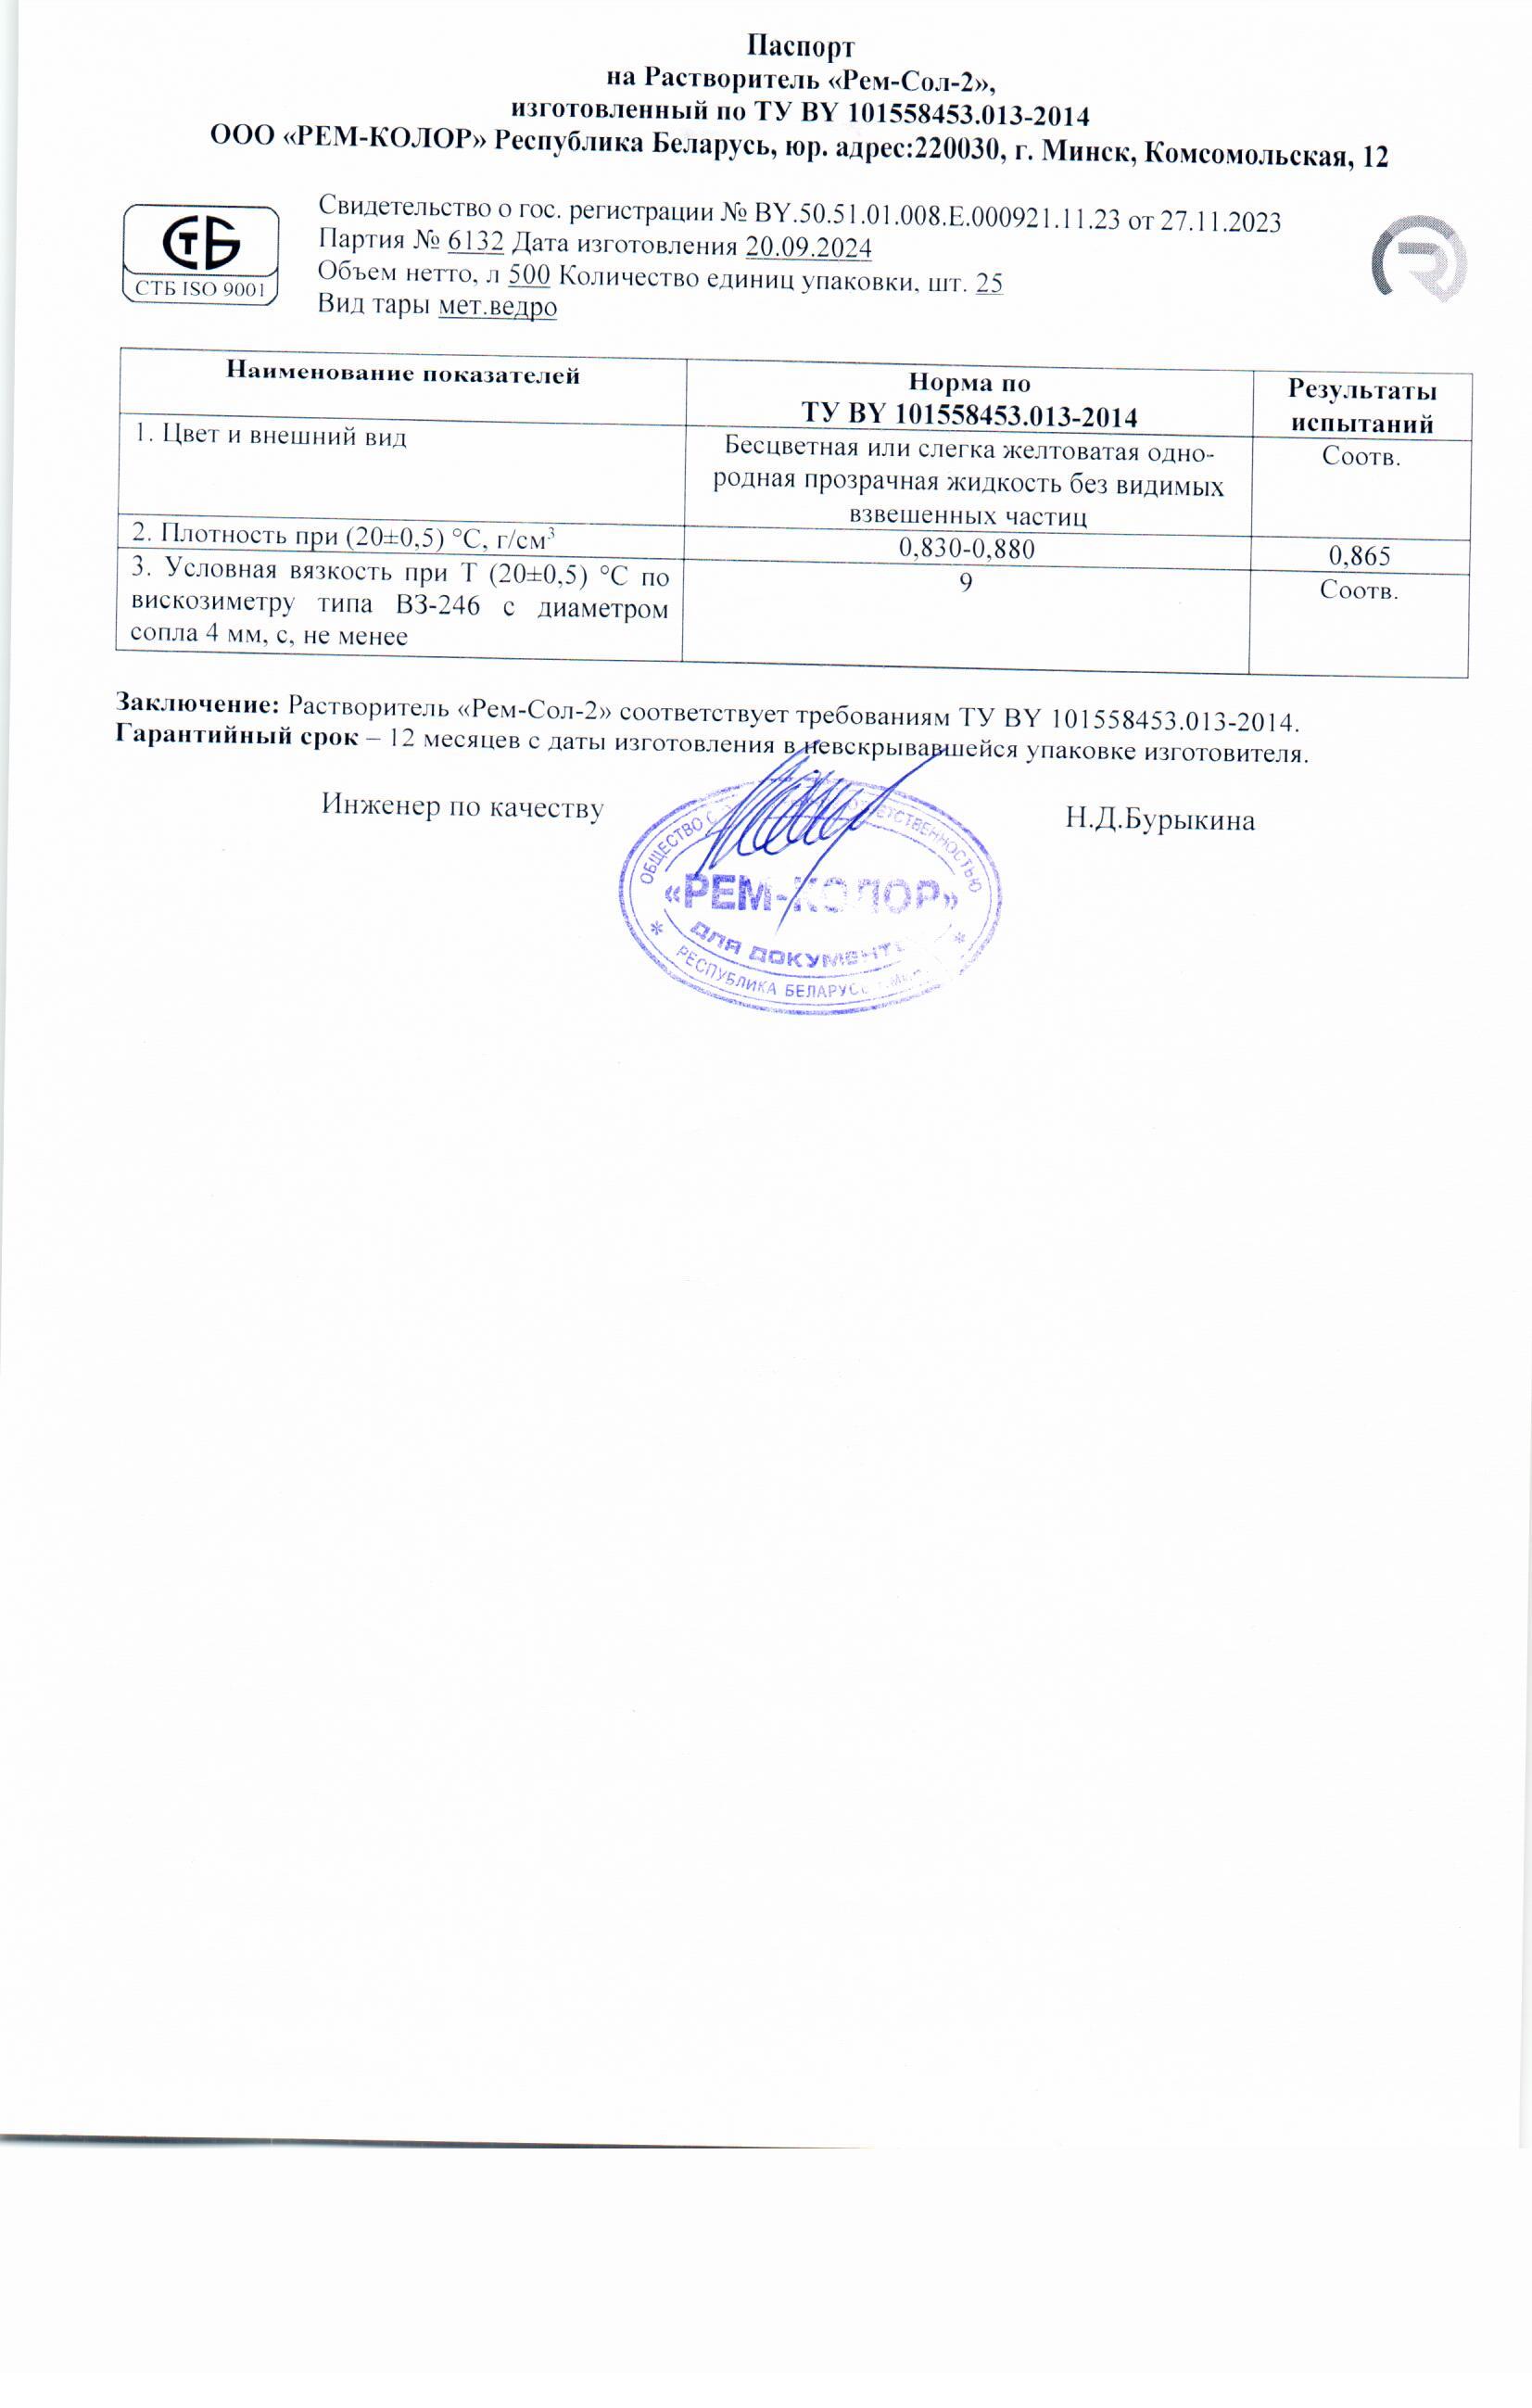 Паспорт
на Растворитель «Рем-Сол-2»,
изготовленный по ТУ BY 101558453.013-2014
ООО «РЕМ-КОЛОР» Республика Беларусь, юр. адрес:220030, г. Минск, Комсомольская, 12
Свидетельство о гос. регистрации № BY.50.51.01.008.Е.000921.11.23 от 27.11.2023
Партия № 6132 Дата изготовления 20.09.2024
Объем нетто, л 500 Количество единиц упаковки, шт. 25
Вид тары мет.ведро
СТБ
СТБ ISO 9001
Наименование показателей
Норма по
ТУ BY 101558453.013-2014
Результаты
испытаний
1. Цвет и внешний вид
Бесцветная или слегка желтоватая одно-
родная прозрачная жидкость без видимых
взвешенных частиц
Соотв.
2. Плотность при (20±0,5) °С, г/см³
0,830-0,880
0,865
3. Условная вязкость при Т (20±0,5) °С по
вискозиметру типа ВЗ-246 с диаметром
сопла 4 мм, с, не менее
9
Соотв.
Заключение: Растворитель «Рем-Сол-2» соответствует требованиям ТУ BY 101558453.013-2014.
Гарантийный срок – 12 месяцев с даты изготовления в невскрывавшейся упаковке изготовителя.
Инженер по качеству
Н.Д.Бурыкина
ОБЩЕСТВО С ОТВЕТСТВЕННОСТЬЮ
«РЕМ-КОЛОР»
ДЛЯ ДОКУМЕНТОВ
РЕСПУБЛИКА БЕЛАРУСЬ